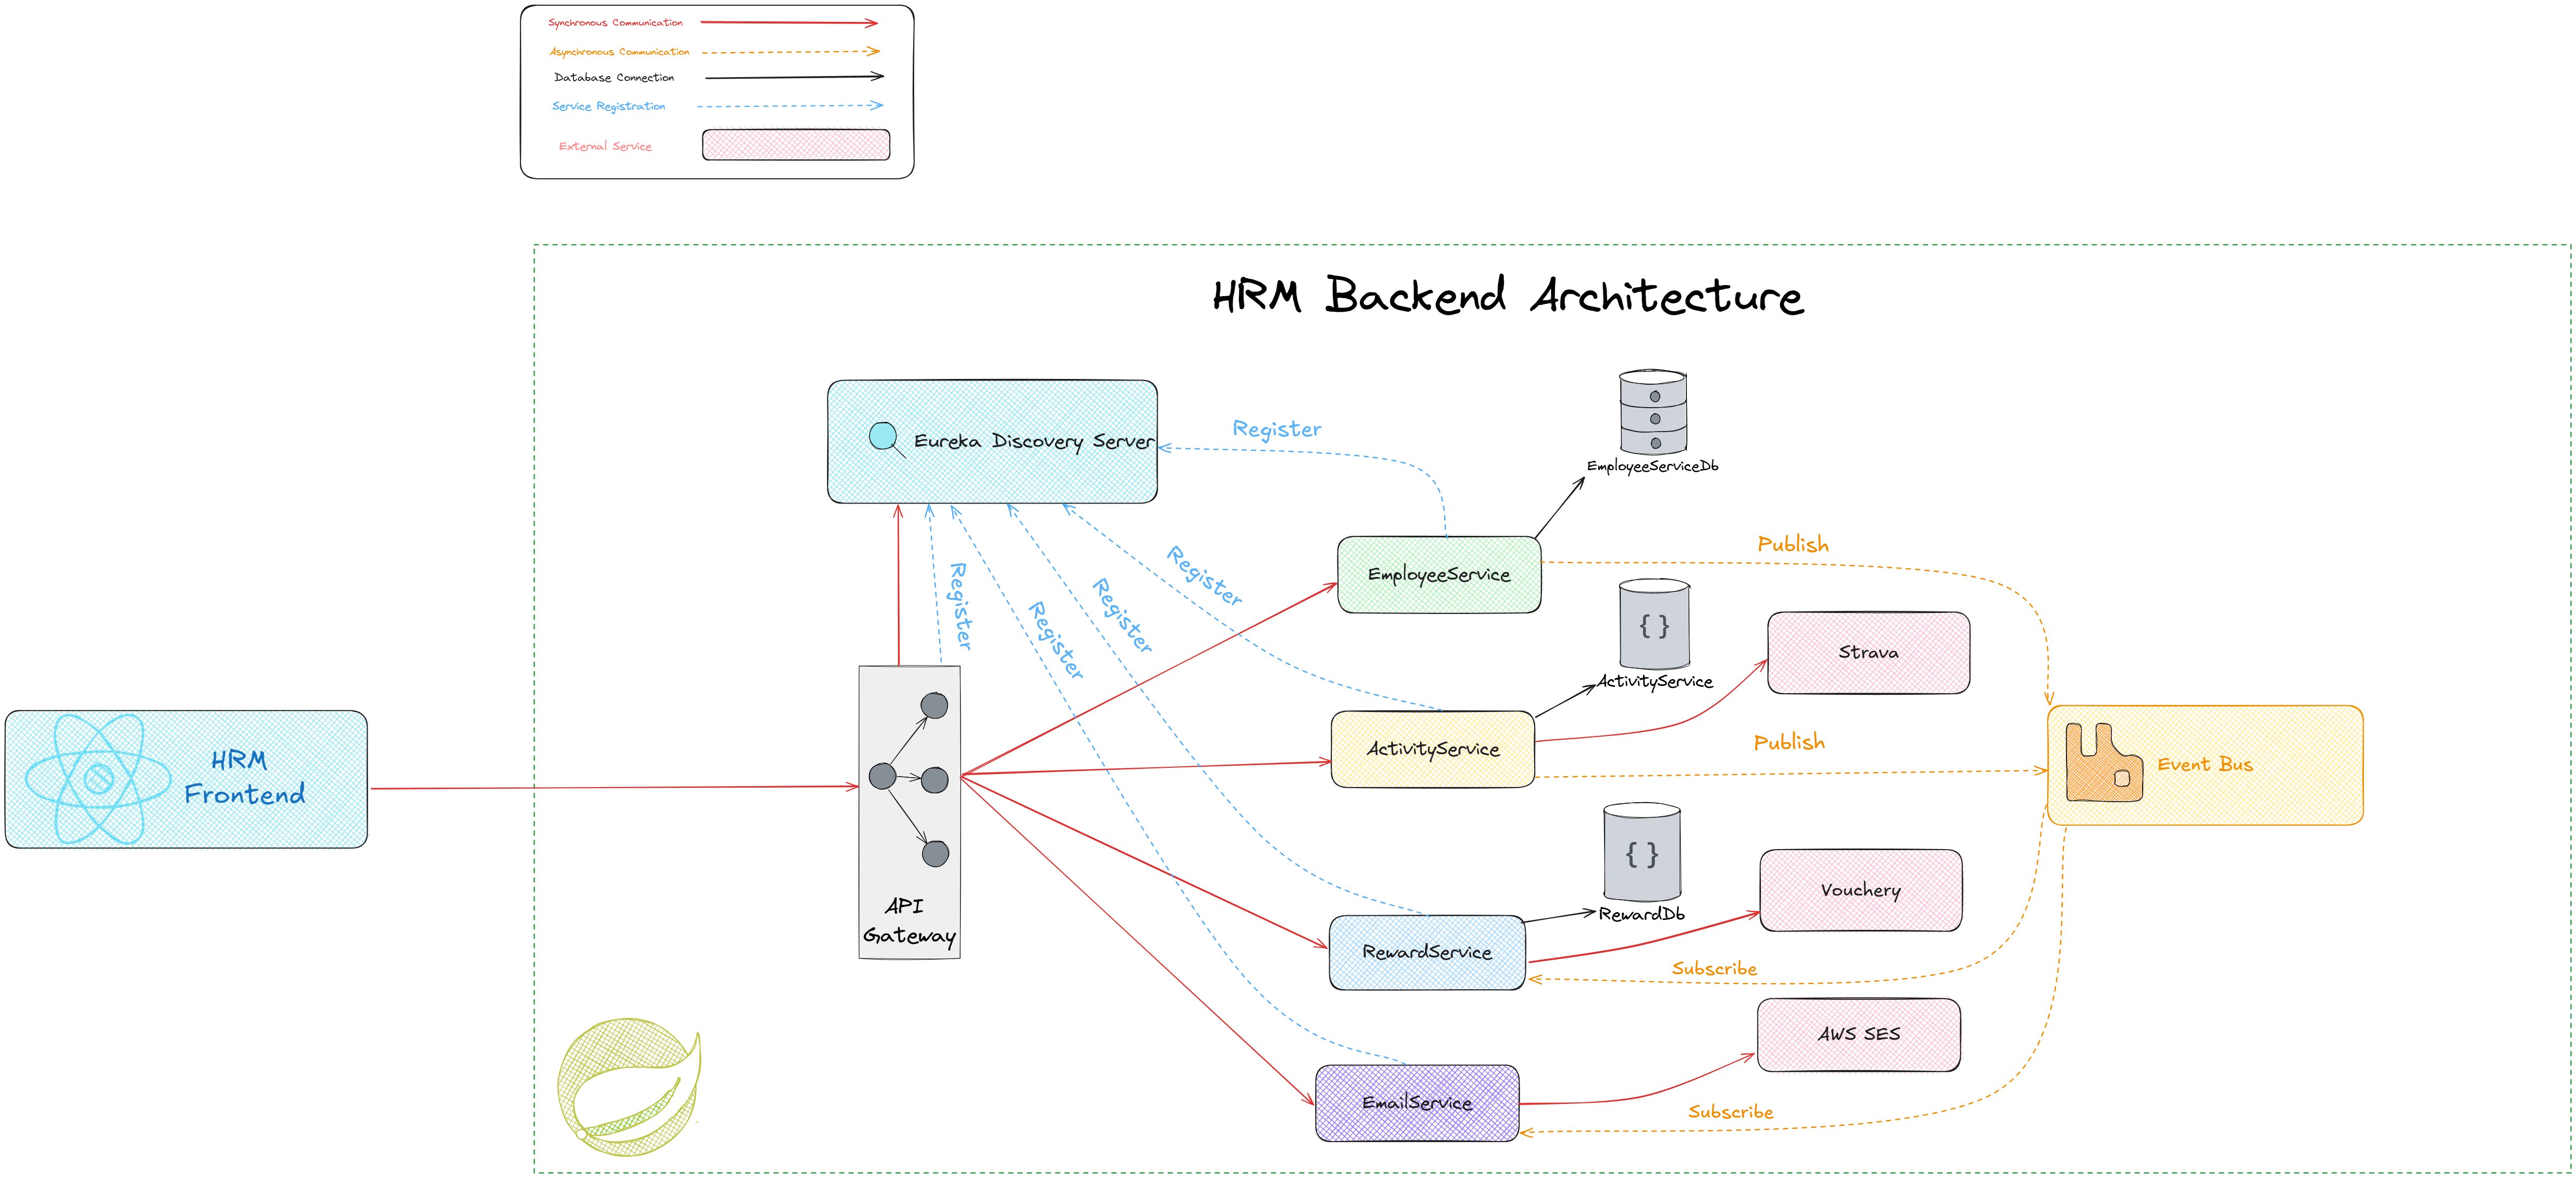 Synchronous Communication
Asynchronous Communication
Database Connection
Service Registration
External Service
HRM Backend Architecture
Eureka Discovery Server
Register
EmployeeServiceDb
Register
Register
Register
Register
EmployeeService
Publish
{ }
ActivityService
Strava
HRM
Frontend
ActivityService
Publish
Event Bus
{ }
RewardDb
Vouchery
API
Gateway
RewardService
Subscribe
AWS SES
EmailService
Subscribe